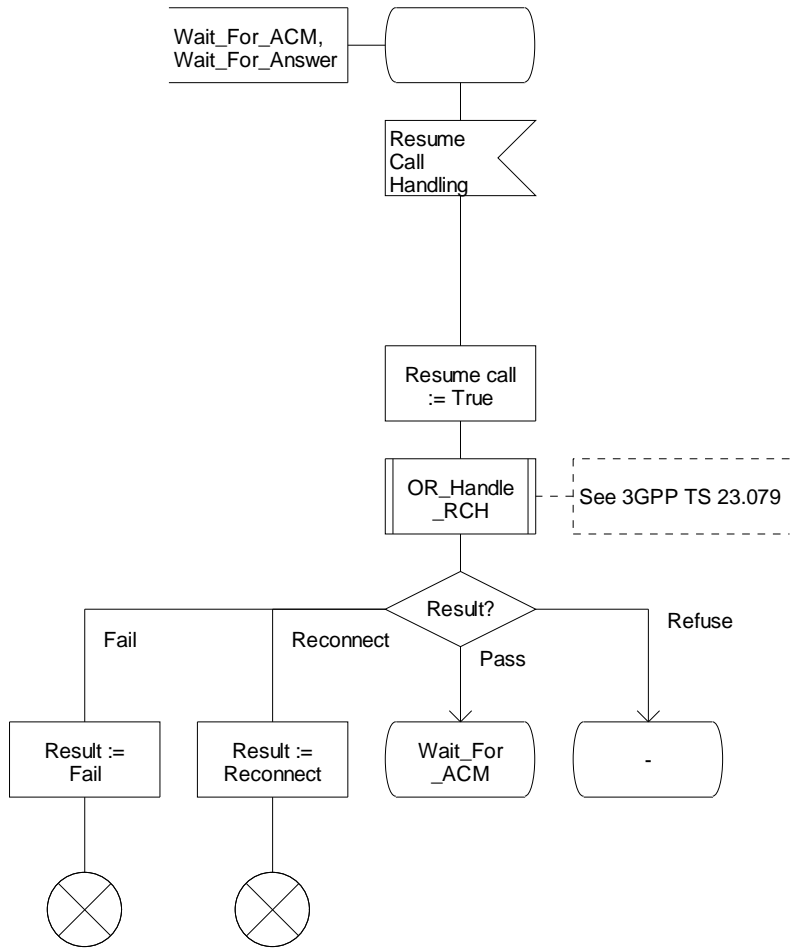 Wait_For_ACM,
Wait_For_Answer
Resume
Call
Handling
Resume call
:= True
OR_Handle
_RCH
See 3GPP TS 23.079
Result?
Fail
Reconnect
Pass
Refuse
Result :=
Fail
Result :=
Reconnect
Wait_For
_ACM
-